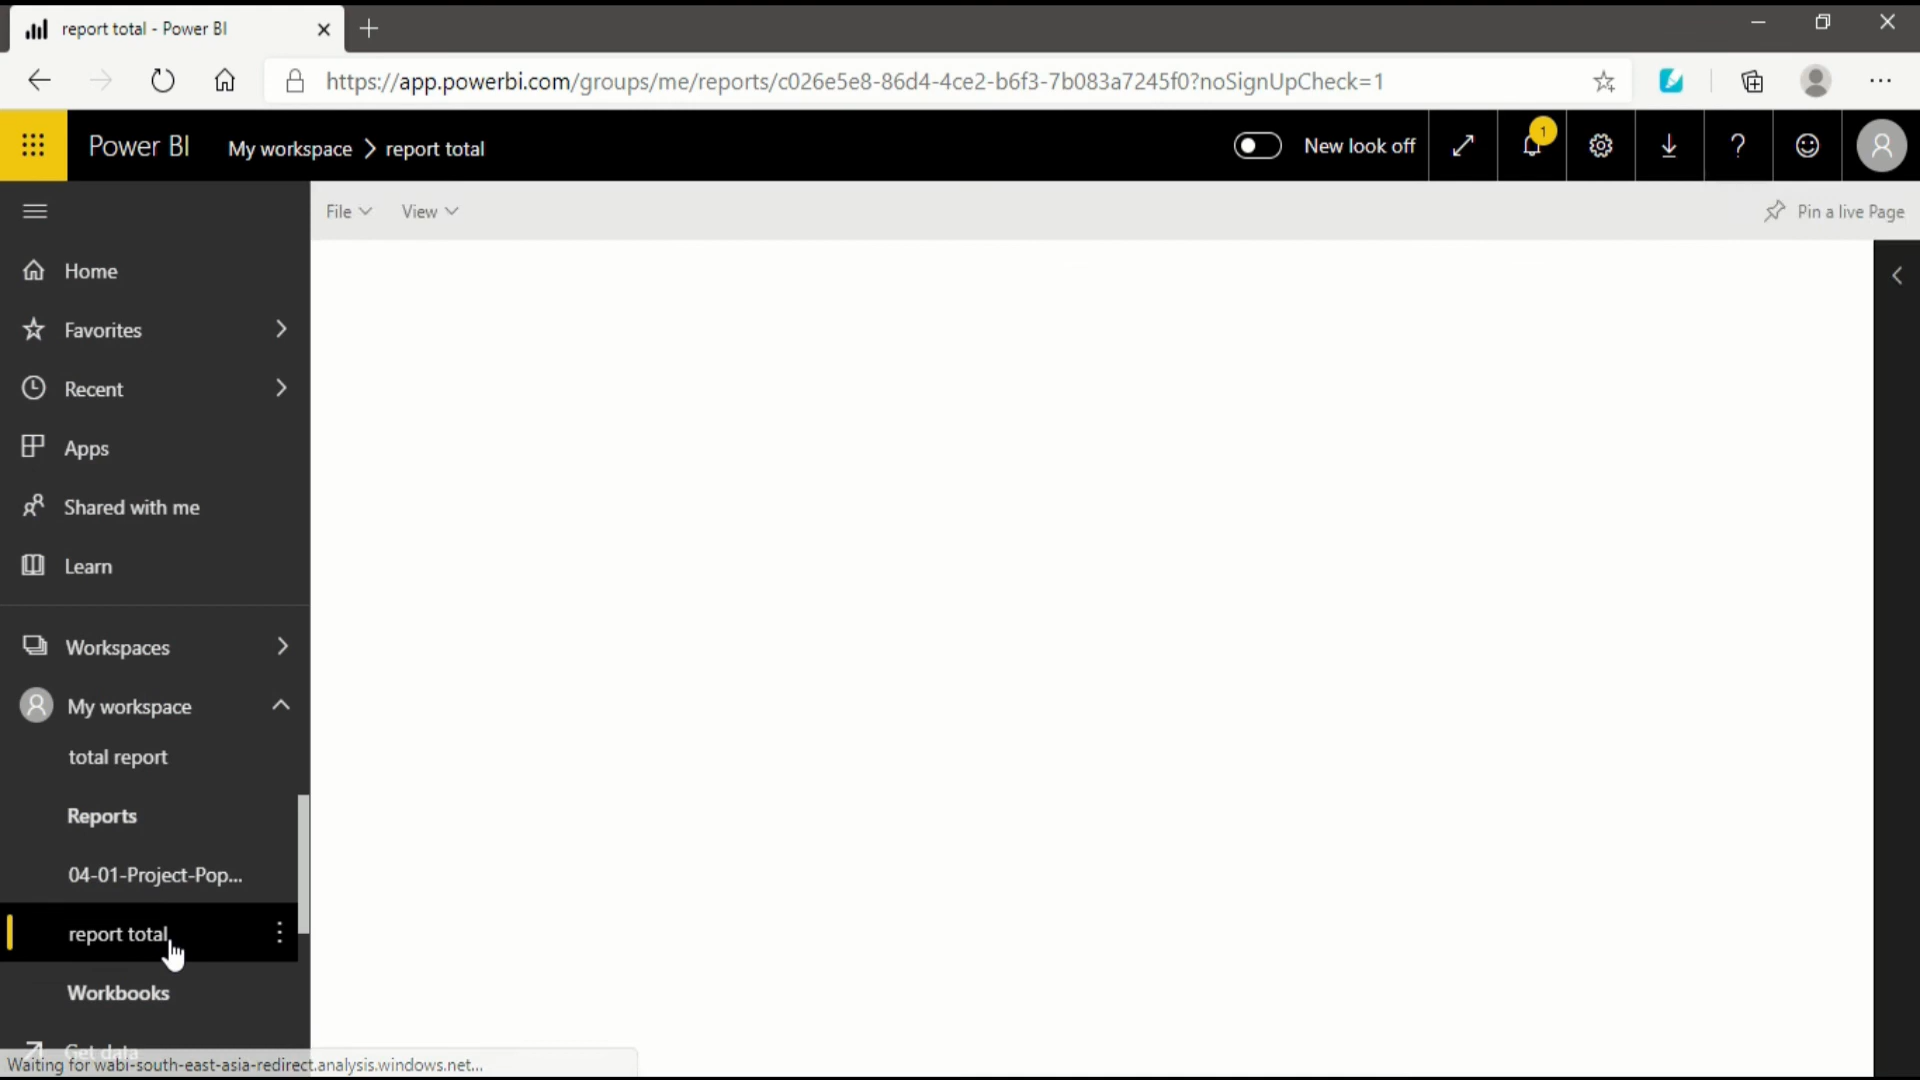 report total - Power BI
https://app.powerbi.com/groups/me/reports/c026e5e8-86d4-4ce2-b6f3-7b083a7245f0?noSignUpCheck=1
Power BI
My workspace > report total
New look off
1
File
View
Pin a live Page
Home
Favorites
Recent
Apps
Shared with me
Learn
Workspaces
My workspace
total report
Reports
04-01-Project-Pop...
report total
Workbooks
Get data
Waiting for wabi-south-east-asia-redirect.analysis.windows.net...